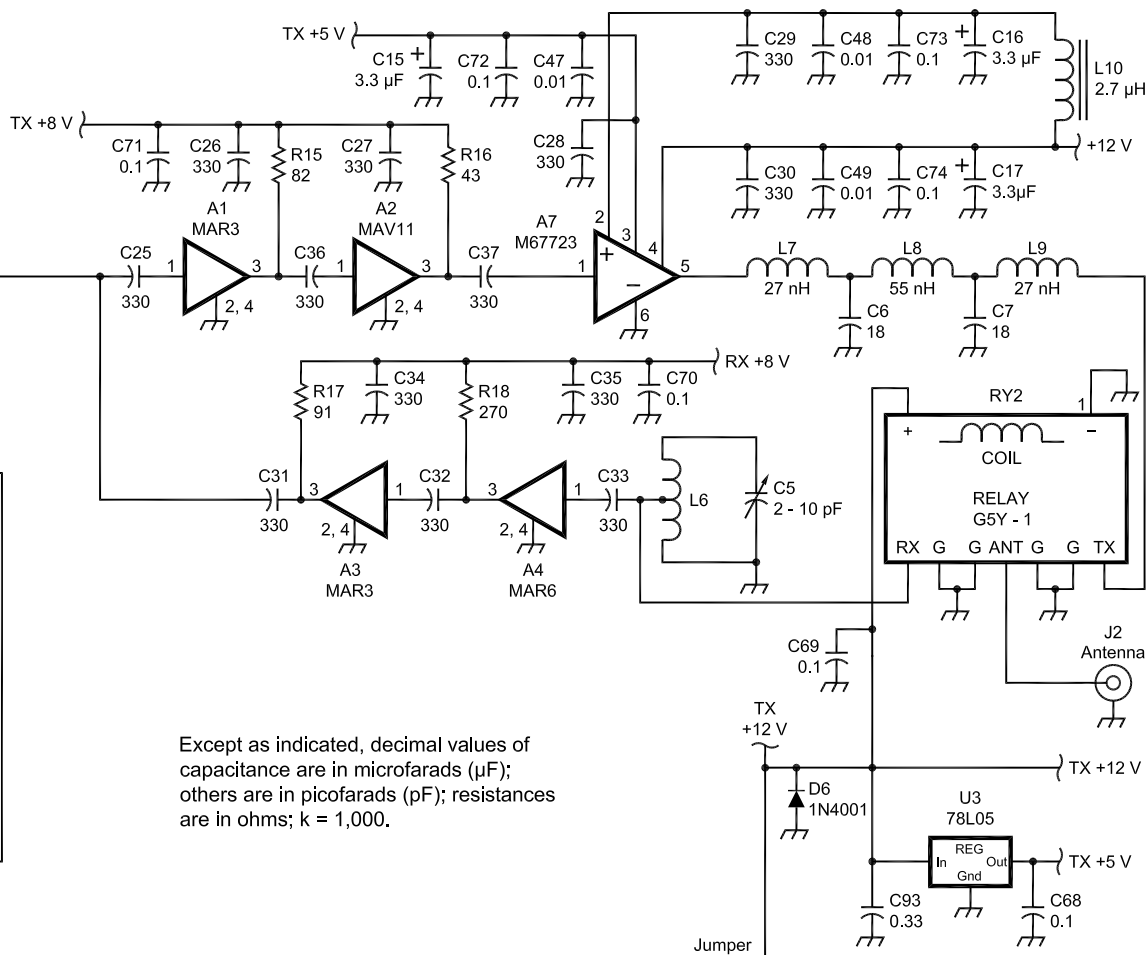 TX +5 V
C15
3.3 µF
+
C72
0.1
C47
0.01
C29
330
C48
0.01
C73
0.1
+
C16
3.3 µF
L10
2.7 µH
TX +8 V
C71
0.1
C26
330
R15
82
C27
330
R16
43
C28
330
C30
330
C49
0.01
C74
0.1
+
C17
3.3µF
+12 V
A1
MAR3
A2
MAV11
A7
M67723
C25
330
1
3
2, 4
C36
330
1
3
2, 4
C37
330
1
2
3
4
5
6
+
−
L7
27 nH
L8
55 nH
L9
27 nH
C6
18
C7
18
RX +8 V
R17
91
C34
330
R18
270
C35
330
C70
0.1
C31
330
3
1
2, 4
A3
MAR3
C32
330
3
1
2, 4
A4
MAR6
C33
330
L6
C5
2 - 10 pF
RY2
1
+
−
COIL
RELAY
G5Y - 1
RX G G ANT G G TX
C69
0.1
J2
Antenna
TX
+12 V
TX +12 V
D6
1N4001
U3
78L05
REG
In
Out
Gnd
TX +5 V
C93
0.33
C68
0.1
Jumper
Except as indicated, decimal values of
capacitance are in microfarads (µF);
others are in picofarads (pF); resistances
are in ohms; k = 1,000.